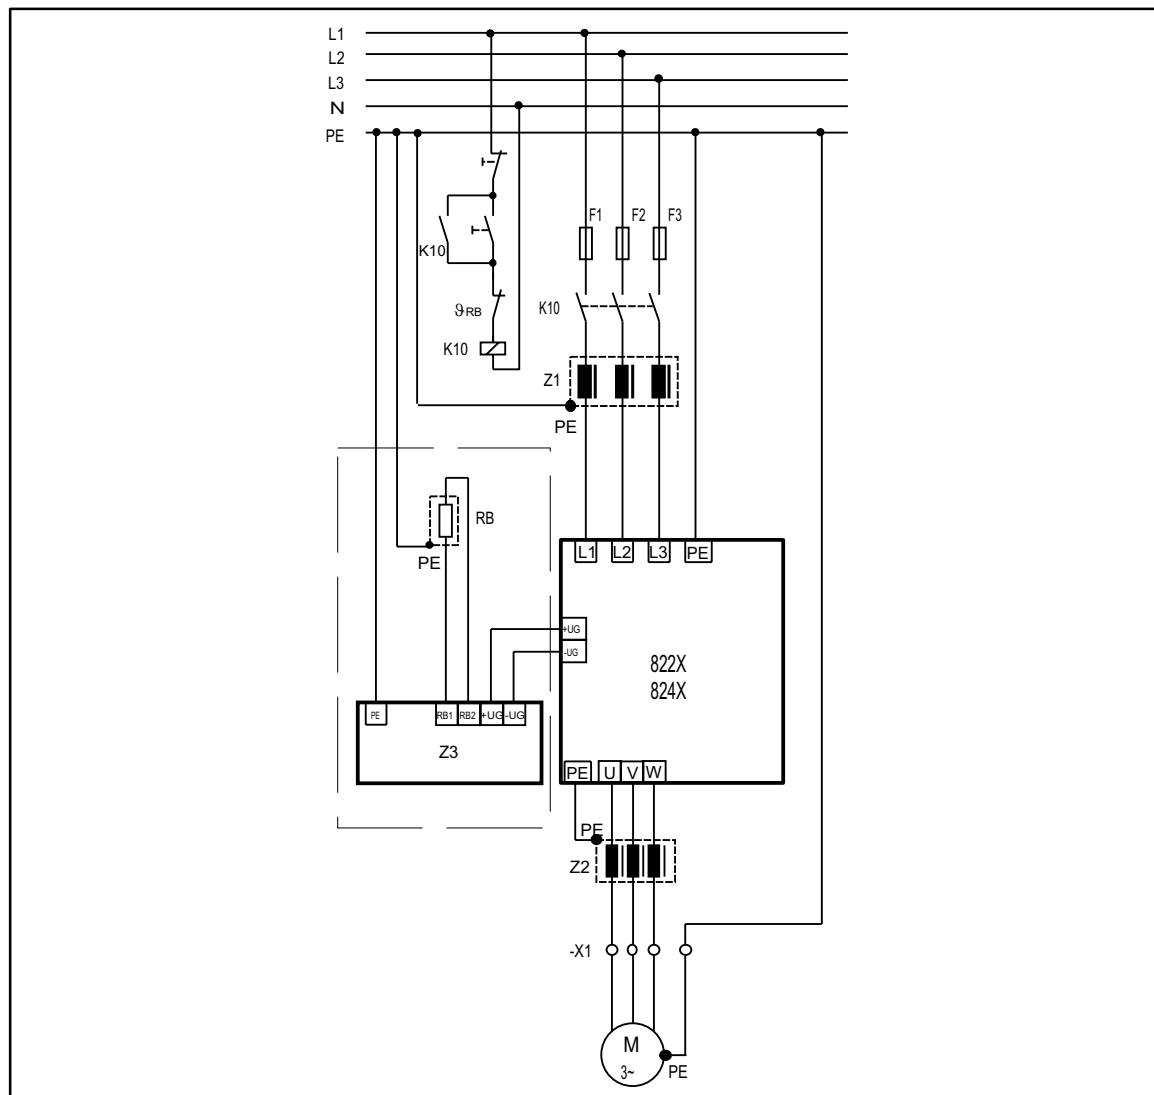 L1
L2
L3
N
PE
F1 F2 F3
K10
ϑRB
K10
K10
Z1
PE
RB
PE
L1 L2 L3 PE
+UG
-UG
822X
824X
PE RB1 RB2 +UG -UG
Z3
PE U V W
PE
Z2
-X1
M
3~
PE